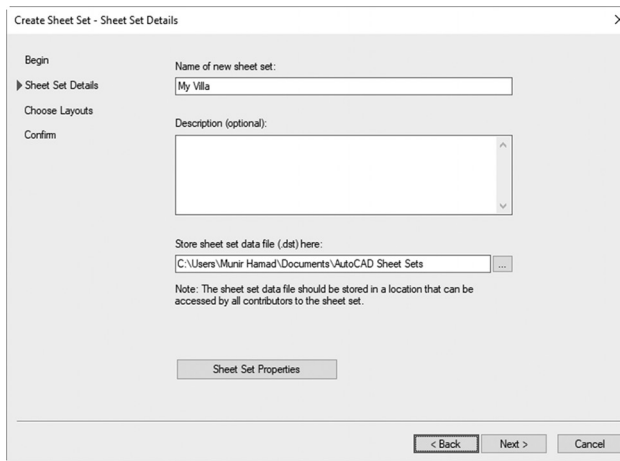 Create Sheet Set - Sheet Set Details
Begin
Sheet Set Details
Choose Layouts
Confirm
Name of new sheet set:
My Villa
Description (optional):
Store sheet set data file (.dst) here:
C:\Users\Munir Hamad\Documents\AutoCAD Sheet Sets
...
Note: The sheet set data file should be stored in a location that can be
accessed by all contributors to the sheet set.
Sheet Set Properties
< Back
Next >
Cancel